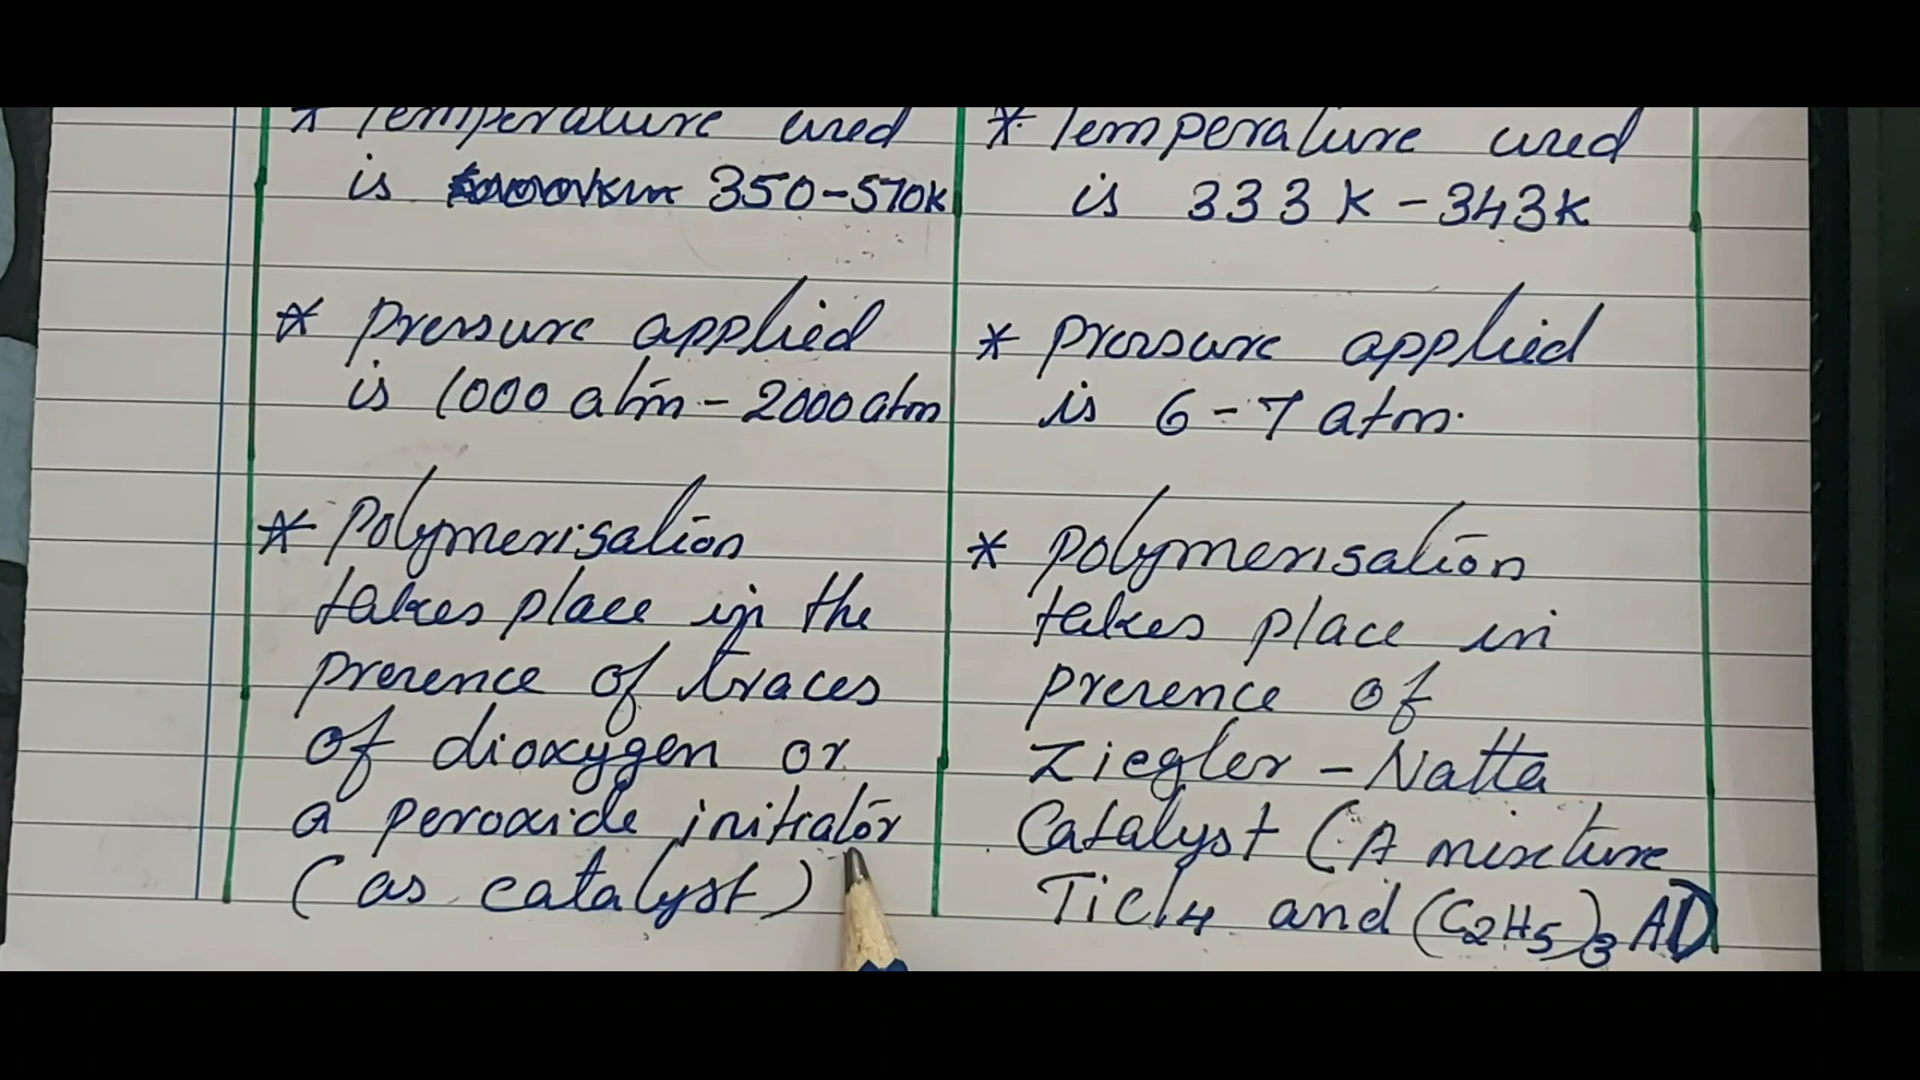 * Temperature used
is 350-570k
* pressure applied
is 1000 atm - 2000 atm
* Polymerisation
takes place in the
presence of traces
of dioxygen or
a peroxide initiator
(as catalyst)
* Temperature used
is 333 K - 343K
* pressure applied
is 6-7 atm.
* polymerisation
takes place in
presence of
Ziegler - Natta
Catalyst (A mixture
TiCl4 and (C2H5)3